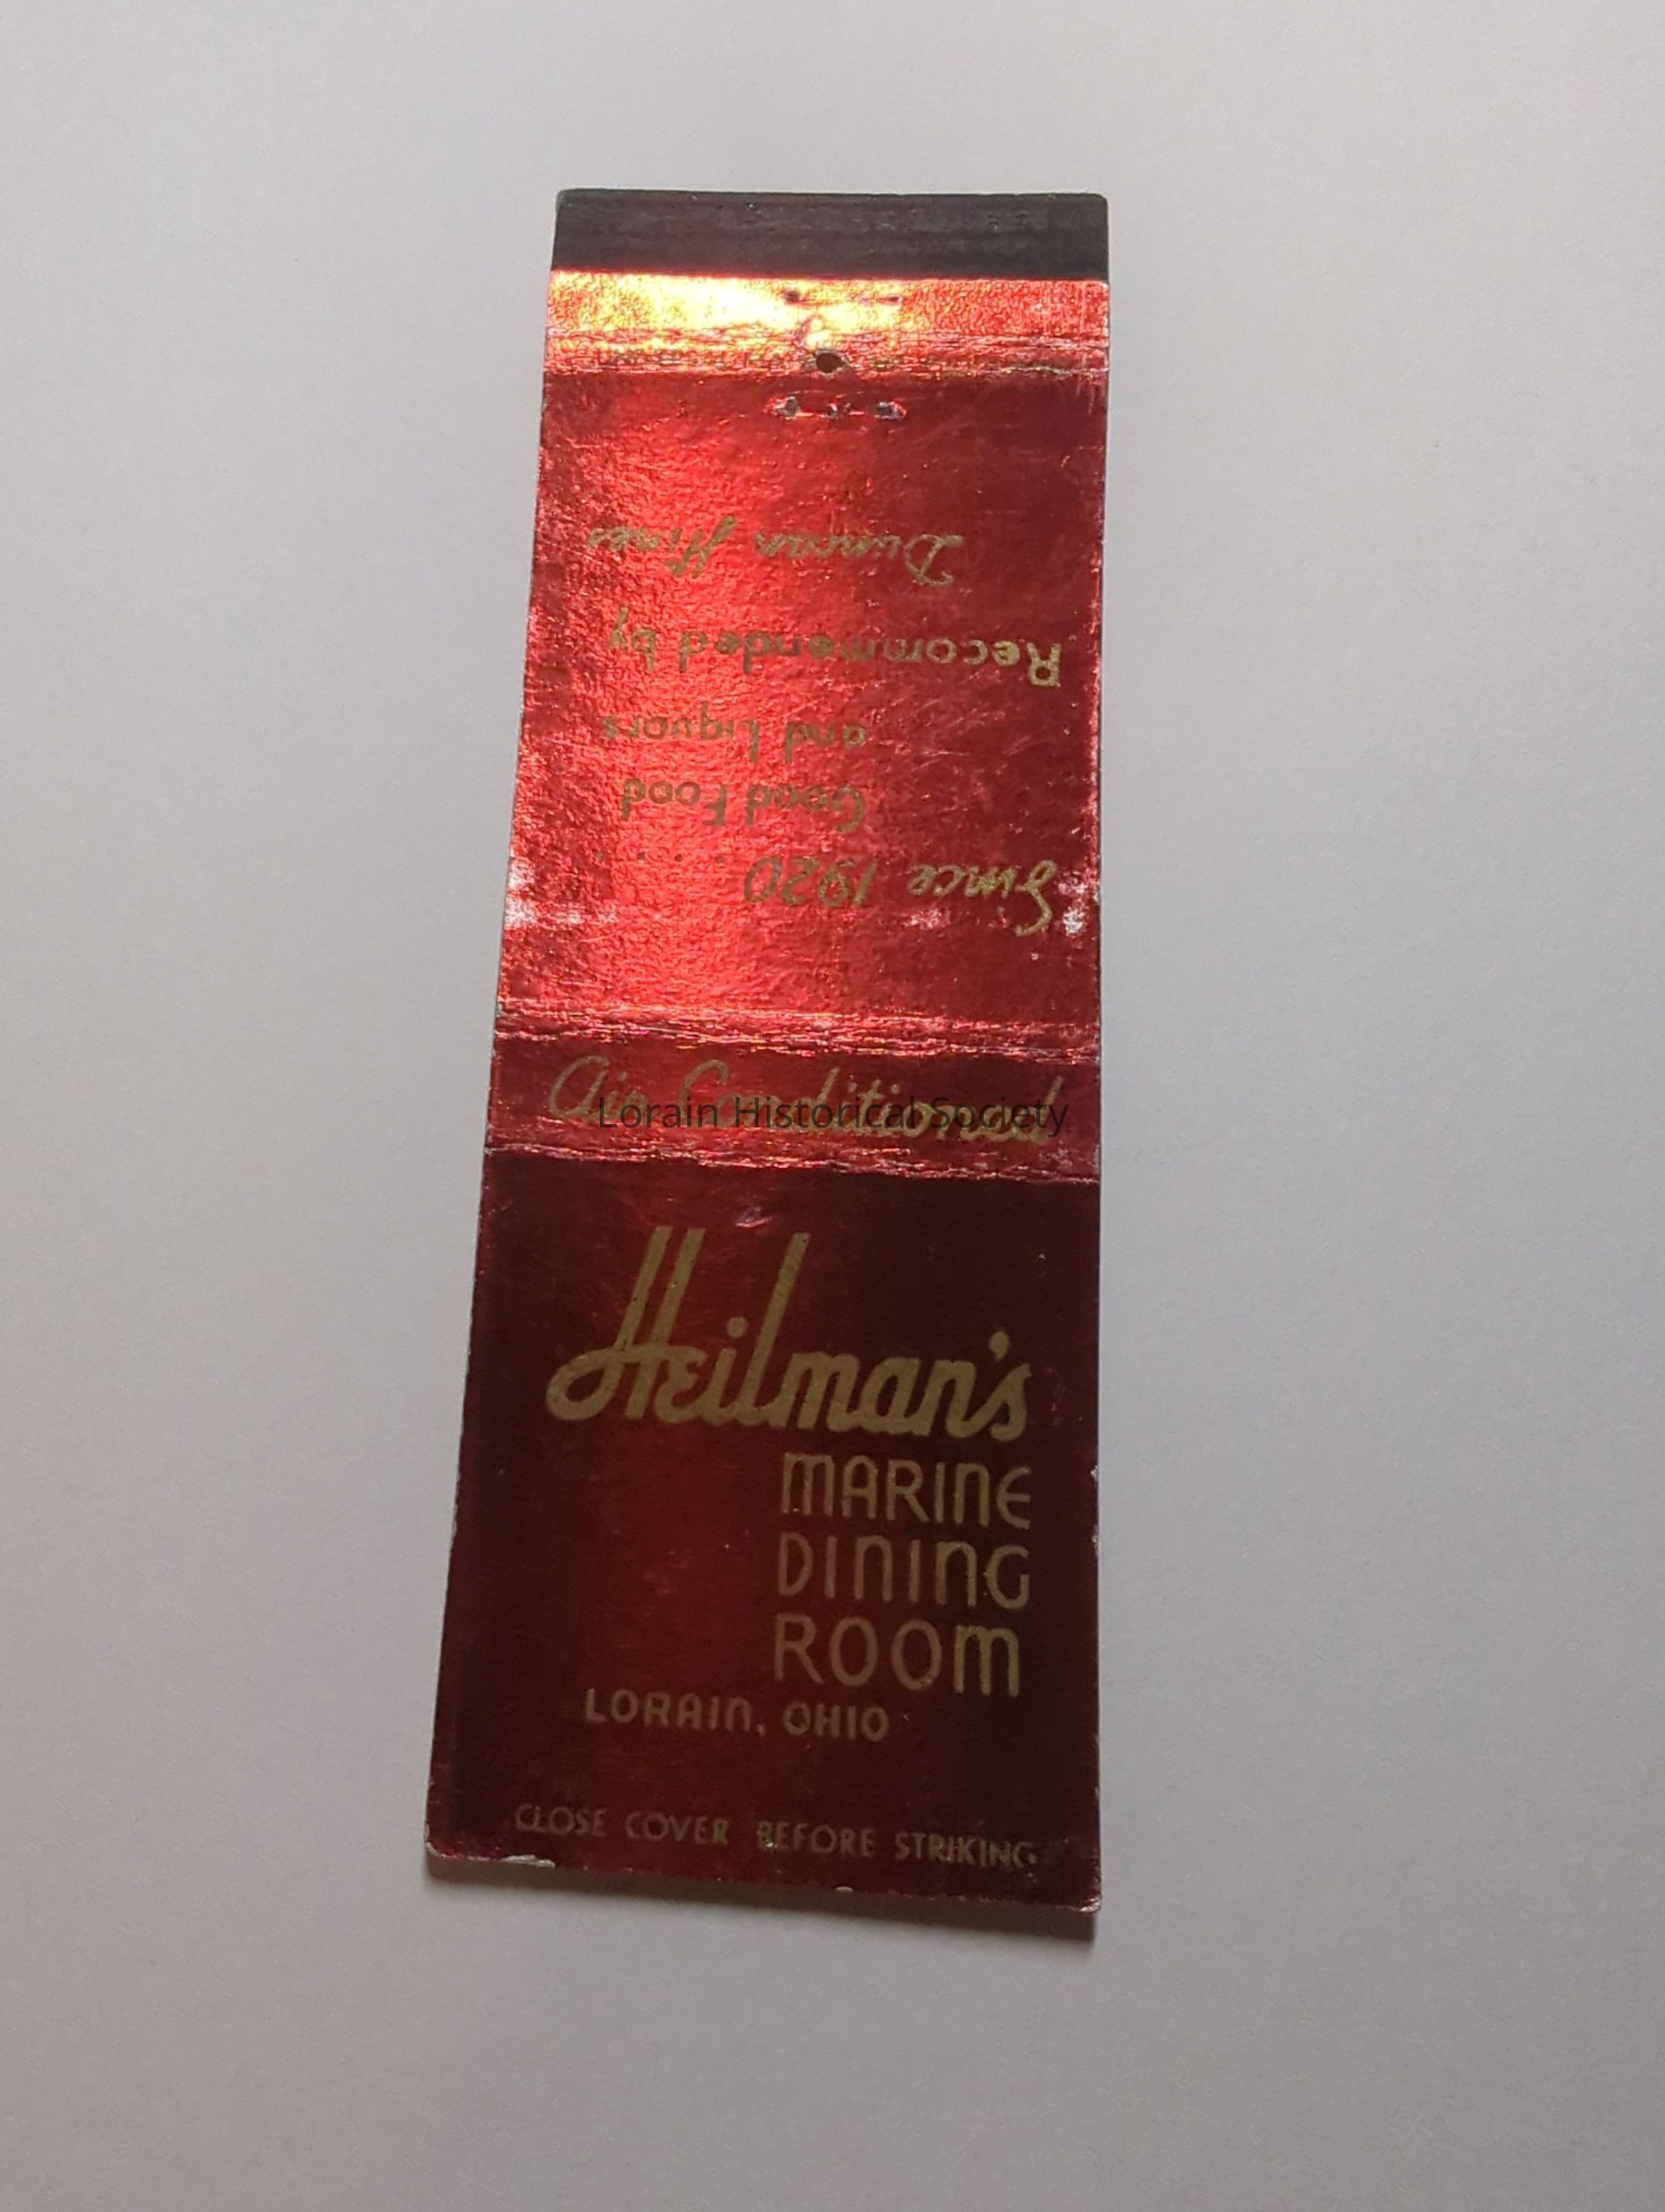 Since 1920 . . . . .
Good Food
and Liquors
Recommended by
Duncan Hines
Air Conditioned
Lorain Historical Society
Heilman's
MARINE
DINING
ROOM
LORAIN, OHIO
CLOSE COVER BEFORE STRIKING